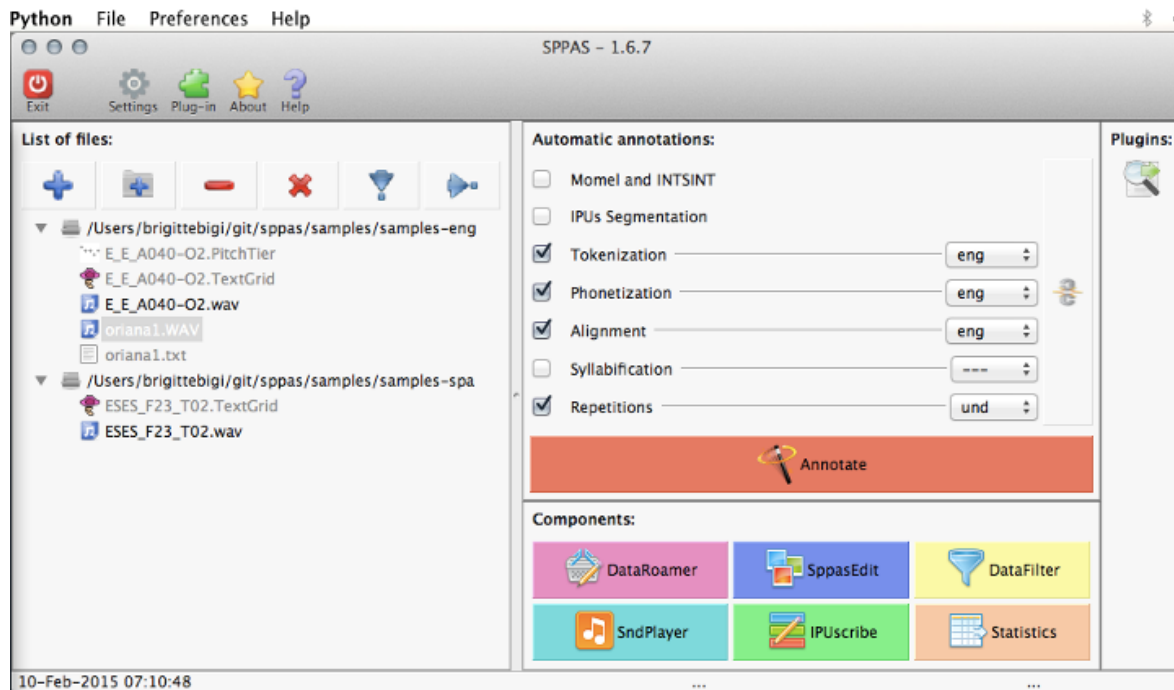 Python File Preferences Help
SPPAS - 1.6.7
Exit Settings Plug-in About Help
List of files:
/Users/brigittebigi/git/sppas/samples/samples-eng
E_E_A040-O2.PitchTier
E_E_A040-O2.TextGrid
E_E_A040-O2.wav
oriana1.WAV
oriana1.txt
/Users/brigittebigi/git/sppas/samples/samples-spa
ESES_F23_T02.TextGrid
ESES_F23_T02.wav
Automatic annotations:
Momel and INTSINT
IPUs Segmentation
Tokenization eng
Phonetization eng
Alignment eng
Syllabification ---
Repetitions und
Annotate
Components:
DataRoamer SppasEdit DataFilter
SndPlayer IPUscribe Statistics
Plugins:
10-Feb-2015 07:10:48 ... ...